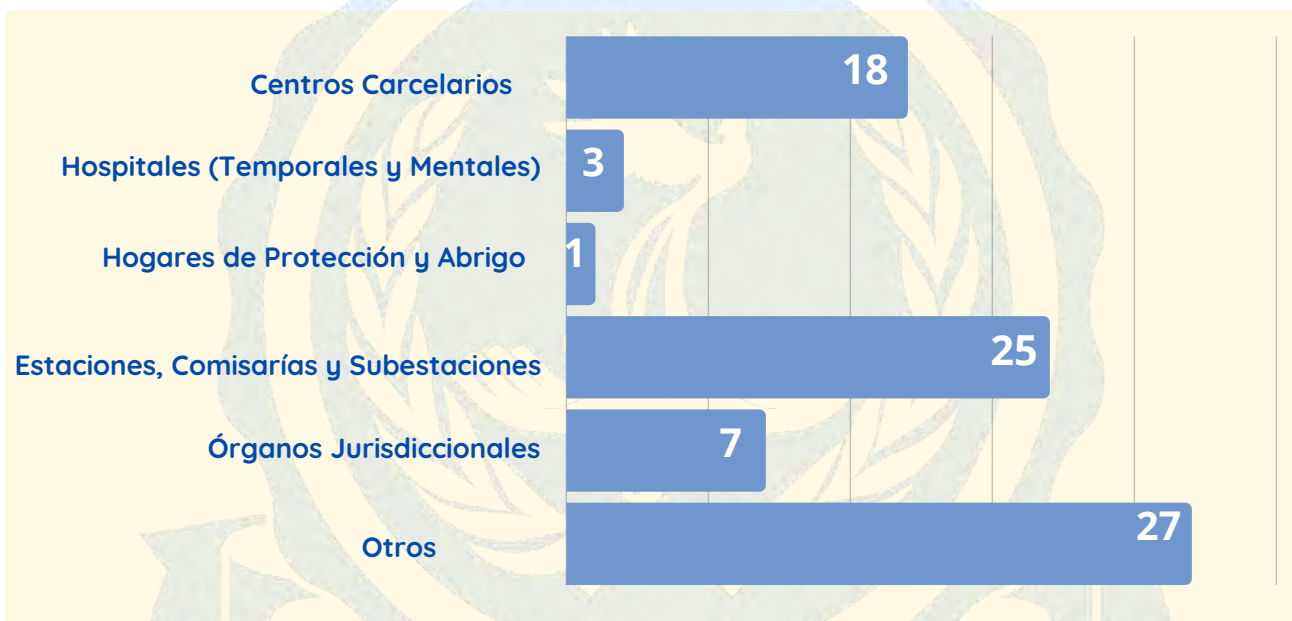 Centros Carcelarios
18
Hospitales (Temporales y Mentales)
3
Hogares de Protección y Abrigo
1
Estaciones, Comisarías y Subestaciones
25
Órganos Jurisdiccionales
7
Otros
27